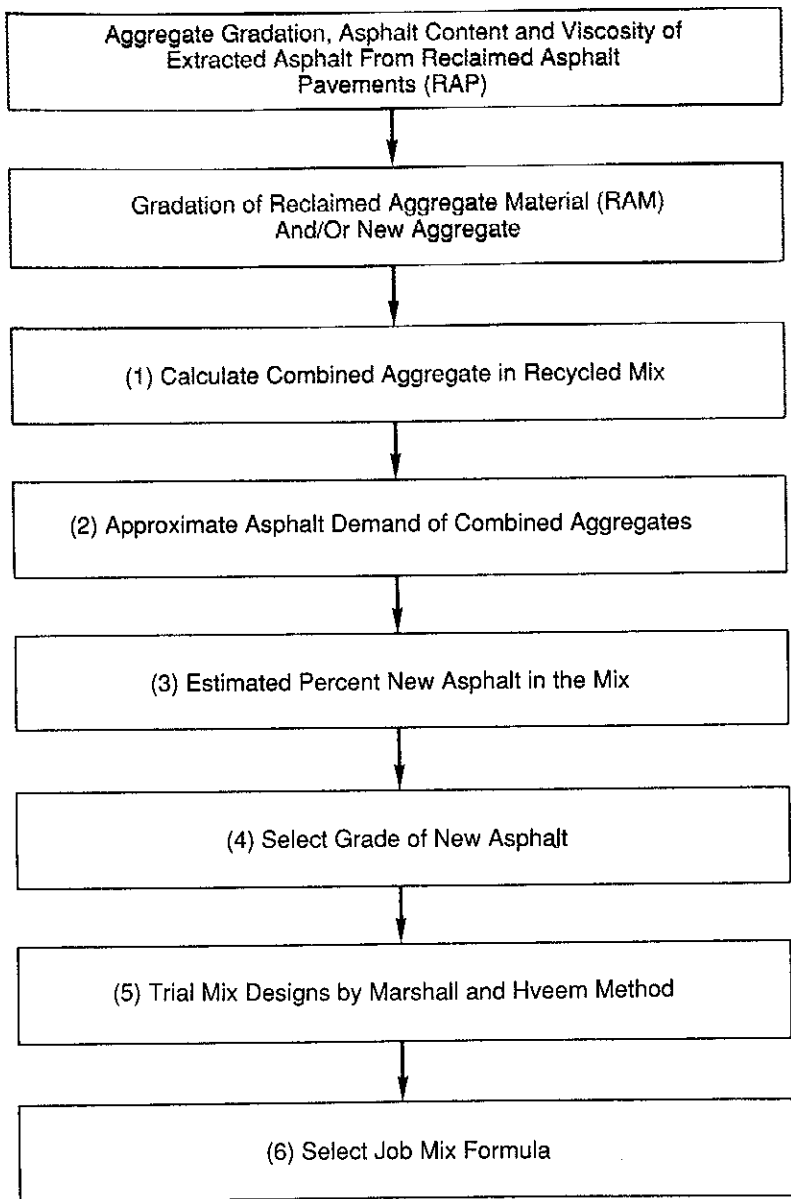 Aggregate Gradation, Asphalt Content and Viscosity of
Extracted Asphalt From Reclaimed Asphalt
Pavements (RAP)
Gradation of Reclaimed Aggregate Material (RAM)
And/Or New Aggregate
(1) Calculate Combined Aggregate in Recycled Mix
(2) Approximate Asphalt Demand of Combined Aggregates
(3) Estimated Percent New Asphalt in the Mix
(4) Select Grade of New Asphalt
(5) Trial Mix Designs by Marshall and Hveem Method
(6) Select Job Mix Formula